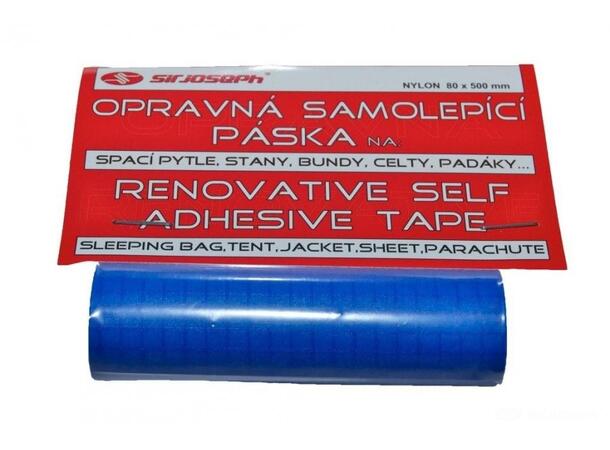 SIRJOSEPH®
NYLON 80 x 500 mm
OPRAVNÁ SAMOLEPÍCÍ
PÁSKA NA:
SPACÍ PYTLE, STANY, BUNDY, CELTY, PADÁKY...
RENOVATIVE SELF
ADHESIVE TAPE
SLEEPING BAG,TENT,JACKET,SHEET,PARACHUTE